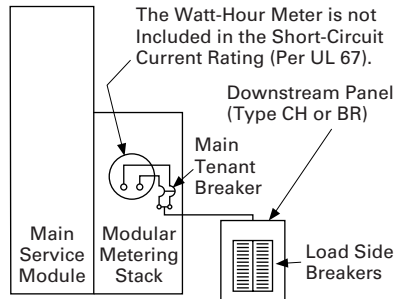 The Watt-Hour Meter is not
Included in the Short-Circuit
Current Rating (Per UL 67).
Downstream Panel
(Type CH or BR)
Main
Tenant
Breaker
Main
Service
Module
Modular
Metering
Stack
Load Side
Breakers